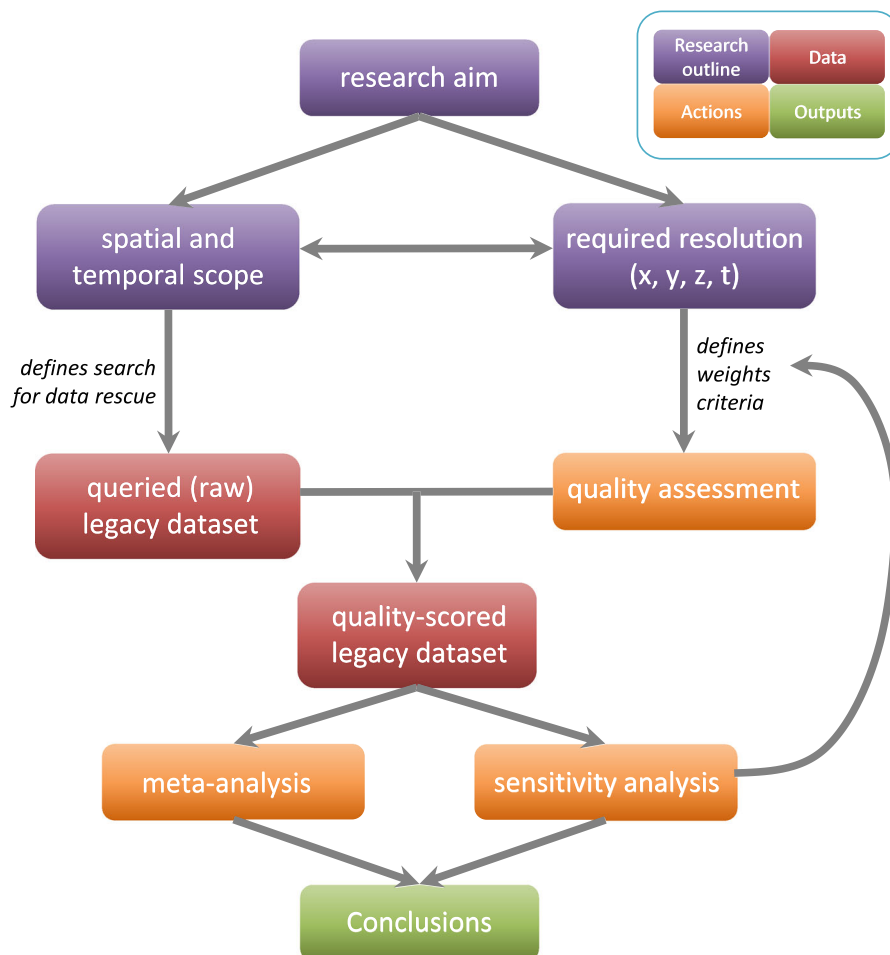 research aim
Research
outline
Data
Actions
Outputs
spatial and
temporal scope
required resolution
(x, y, z, t)
defines search
for data rescue
defines
weights
criteria
queried (raw)
legacy dataset
quality assessment
quality-scored
legacy dataset
meta-analysis
sensitivity analysis
Conclusions